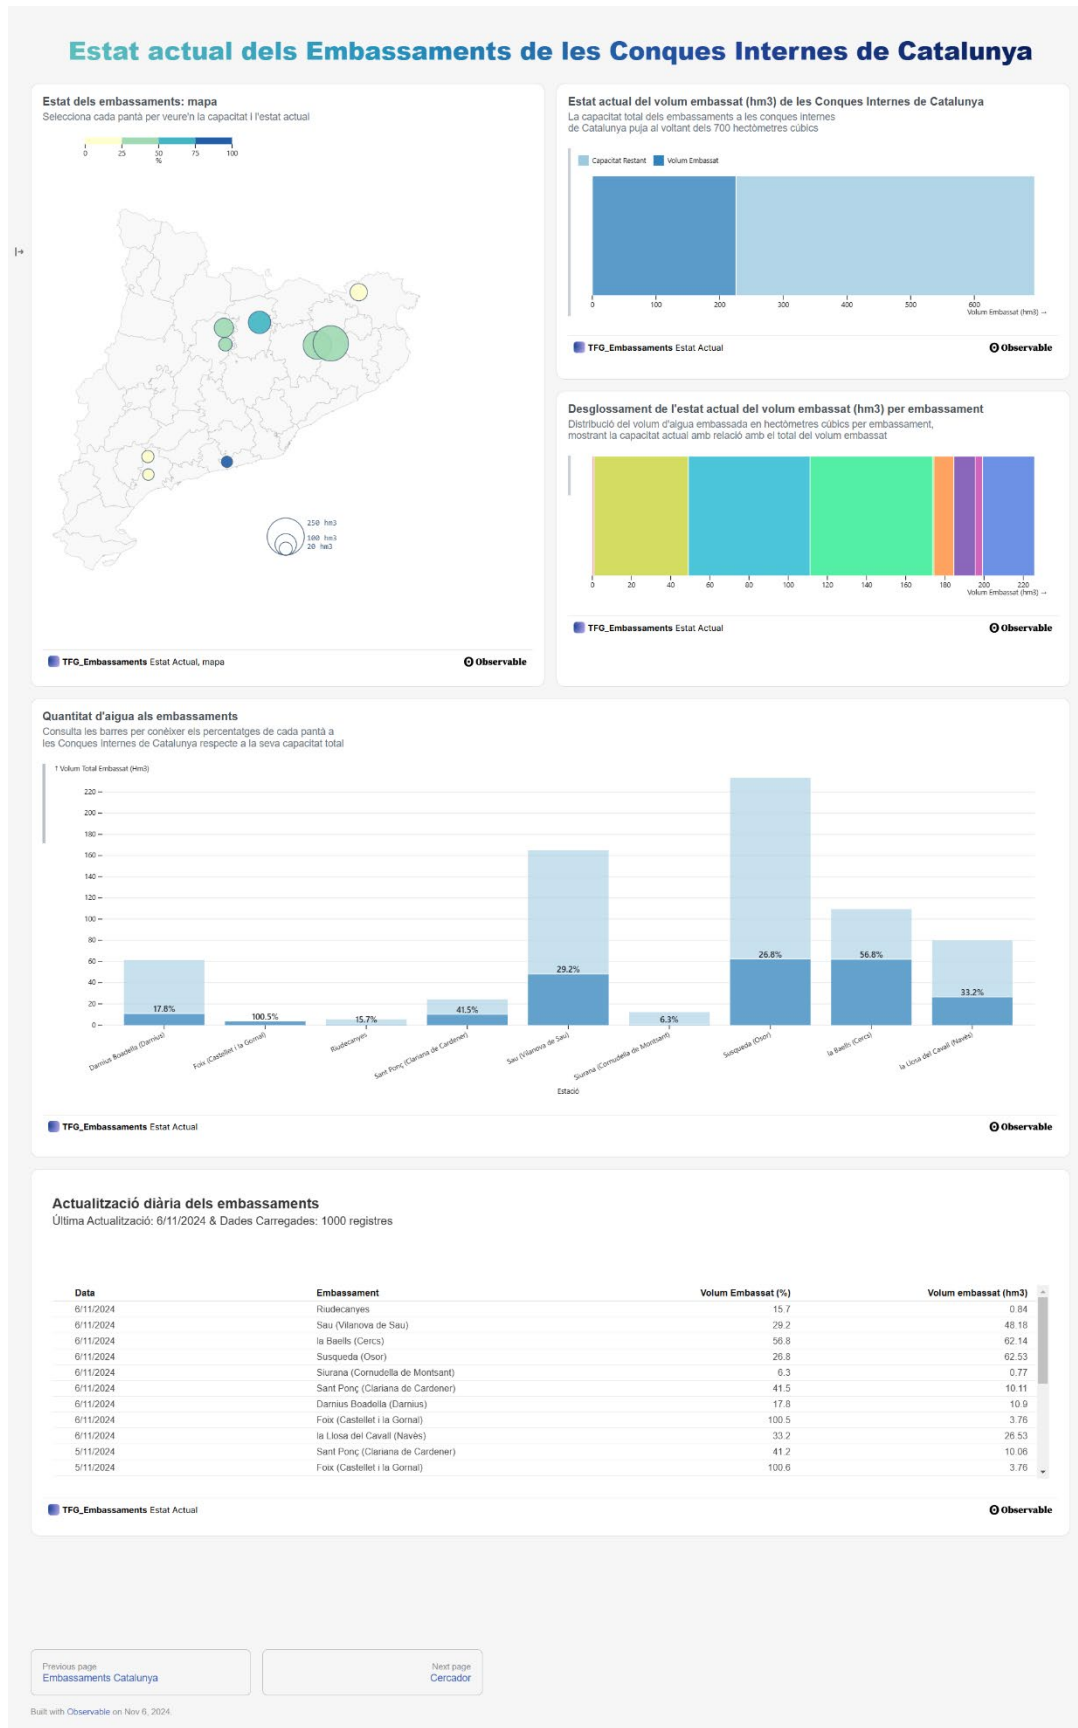 Estat actual dels Embassaments de les Conques Internes de Catalunya
Estat dels embassaments: mapa
Selecciona cada pantà per veure'n la capacitat i l'estat actual
0 25 50 75 100
%
250 hm3
100 hm3
20 hm3
TFG_Embassaments Estat Actual, mapa
Observable
Estat actual del volum embassat (hm3) de les Conques Internes de Catalunya
La capacitat total dels embassaments a les conques internes
de Catalunya puja al voltant dels 700 hectòmetres cúbics
Capacitat Restant Volum Embassat
0 100 200 300 400 500 600
Volum Embassat (hm3) →
TFG_Embassaments Estat Actual
Observable
Desglossament de l'estat actual del volum embassat (hm3) per embassament
Distribució del volum d'aigua embassada en hectòmetres cúbics per embassament,
mostrant la capacitat actual amb relació amb el total del volum embassat
0 20 40 60 80 100 120 140 160 180 200 220
Volum Embassat (hm3) →
TFG_Embassaments Estat Actual
Observable
Quantitat d'aigua als embassaments
Consulta les barres per conèixer els percentatges de cada pantà a
les Conques Internes de Catalunya respecte a la seva capacitat total
↑ Volum Total Embassat (Hm3)
220
200
180
160
140
120
100
80
60
40
20
0
17.8% 100.5% 15.7% 41.5% 29.2% 6.3% 26.8% 56.8% 33.2%
Darnius Boadella (Darnius)
Foix (Castellet i la Gornal)
Riudecanyes
Sant Ponç (Clariana de Cardener)
Sau (Vilanova de Sau)
Siurana (Cornudella de Montsant)
Susqueda (Osor)
la Baells (Cercs)
la Llosa del Cavall (Navès)
Estació
TFG_Embassaments Estat Actual
Observable
Actualització diària dels embassaments
Última Actualització: 6/11/2024 & Dades Carregades: 1000 registres
Data Embassament Volum Embassat (%) Volum embassat (hm3)
6/11/2024 Riudecanyes 15.7 0.84
6/11/2024 Sau (Vilanova de Sau) 29.2 48.18
6/11/2024 la Baells (Cercs) 56.8 62.14
6/11/2024 Susqueda (Osor) 26.8 62.53
6/11/2024 Siurana (Cornudella de Montsant) 6.3 0.77
6/11/2024 Sant Ponç (Clariana de Cardener) 41.5 10.11
6/11/2024 Darnius Boadella (Darnius) 17.8 10.9
6/11/2024 Foix (Castellet i la Gornal) 100.5 3.76
6/11/2024 la Llosa del Cavall (Navès) 33.2 26.53
5/11/2024 Sant Ponç (Clariana de Cardener) 41.2 10.06
5/11/2024 Foix (Castellet i la Gornal) 100.6 3.76
TFG_Embassaments Estat Actual
Observable
Previous page
Embassaments Catalunya
Next page
Cercador
Built with Observable on Nov 6, 2024.